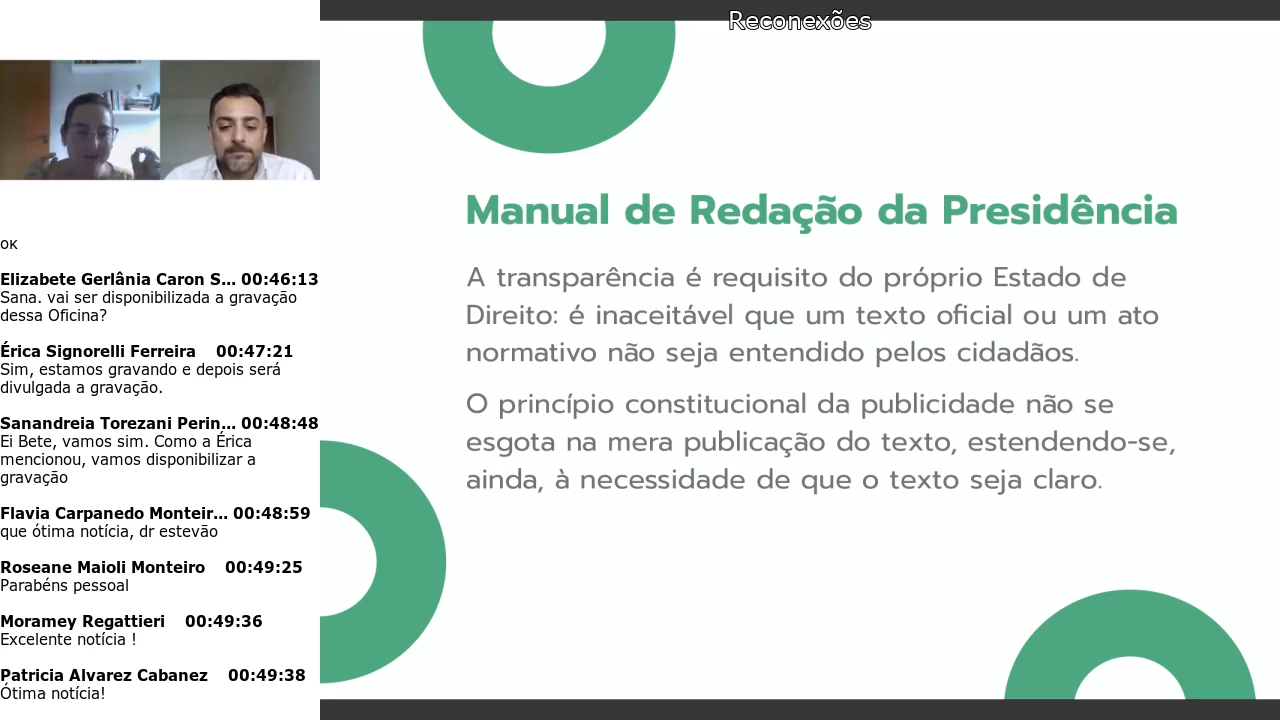 Reconexões
ok
Elizabete Gerlânia Caron S... 00:46:13
Sana. vai ser disponibilizada a gravação
dessa Oficina?
Érica Signorelli Ferreira 00:47:21
Sim, estamos gravando e depois será
divulgada a gravação.
Sanandreia Torezani Perin... 00:48:48
Ei Bete, vamos sim. Como a Érica
mencionou, vamos disponibilizar a
gravação
Flavia Carpanedo Monteir... 00:48:59
que ótima notícia, dr estevão
Roseane Maioli Monteiro 00:49:25
Parabéns pessoal
Moramey Regattieri 00:49:36
Excelente notícia !
Patricia Alvarez Cabanez 00:49:38
Ótima notícia!
Manual de Redação da Presidência
A transparência é requisito do próprio Estado de
Direito: é inaceitável que um texto oficial ou um ato
normativo não seja entendido pelos cidadãos.
O princípio constitucional da publicidade não se
esgota na mera publicação do texto, estendendo-se,
ainda, à necessidade de que o texto seja claro.